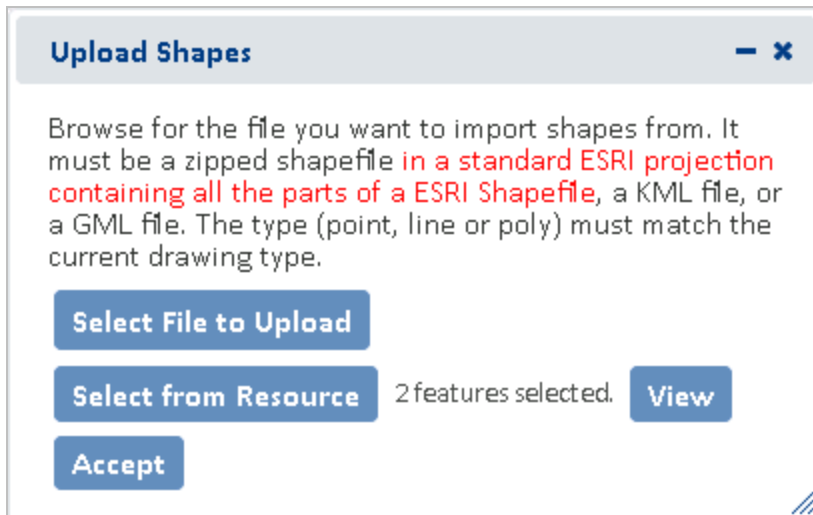 Upload Shapes
Browse for the file you want to import shapes from. It
must be a zipped shapefile in a standard ESRI projection
containing all the parts of a ESRI Shapefile, a KML file, or
a GML file. The type (point, line or poly) must match the
current drawing type.
Select File to Upload
Select from Resource 2 features selected. View
Accept